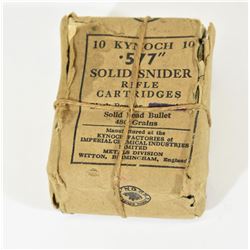 10 KYNOCH 10
.577"
SOLID SNIDER
RIFLE
CARTRIDGES
Solid Lead Bullet
480 Grains
Manufactured at the
KYNOCH FACTORIES of
IMPERIAL CHEMICAL INDUSTRIES
LIMITED
METALS DIVISION
WITTON, BIRMINGHAM, England